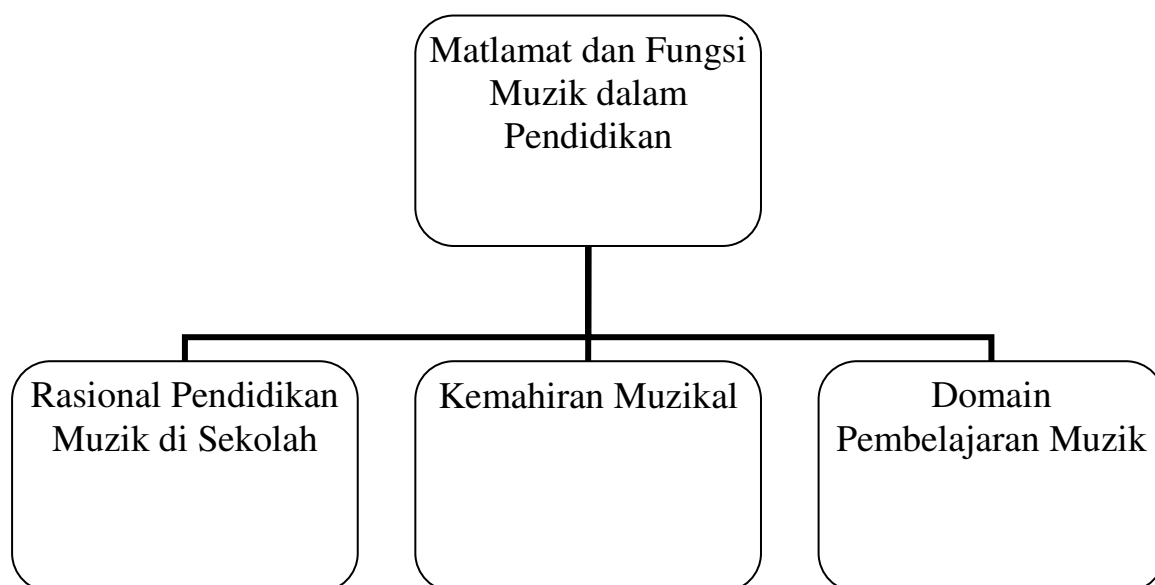 Matlamat dan Fungsi
Muzik dalam
Pendidikan
Rasional Pendidikan
Muzik di Sekolah
Kemahiran Muzikal
Domain
Pembelajaran Muzik